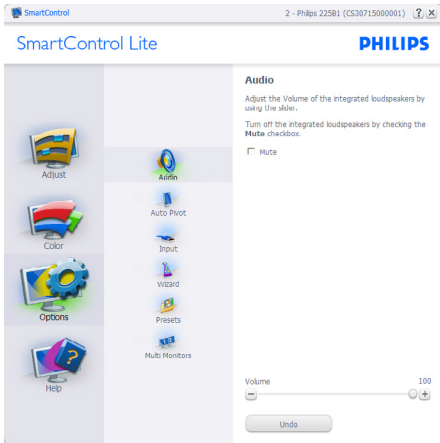 SmartControl
2 - Philips 225B1 (CS30715000001)
? X
SmartControl Lite
PHILIPS
Adjust
Color
Options
Help
Audio
Auto Pivot
Input
Wizard
Presets
Multi Monitors
Audio
Adjust the Volume of the integrated loudspeakers by
using the slider.
Turn off the integrated loudspeakers by checking the
Mute checkbox.
Mute
Volume
100
Undo